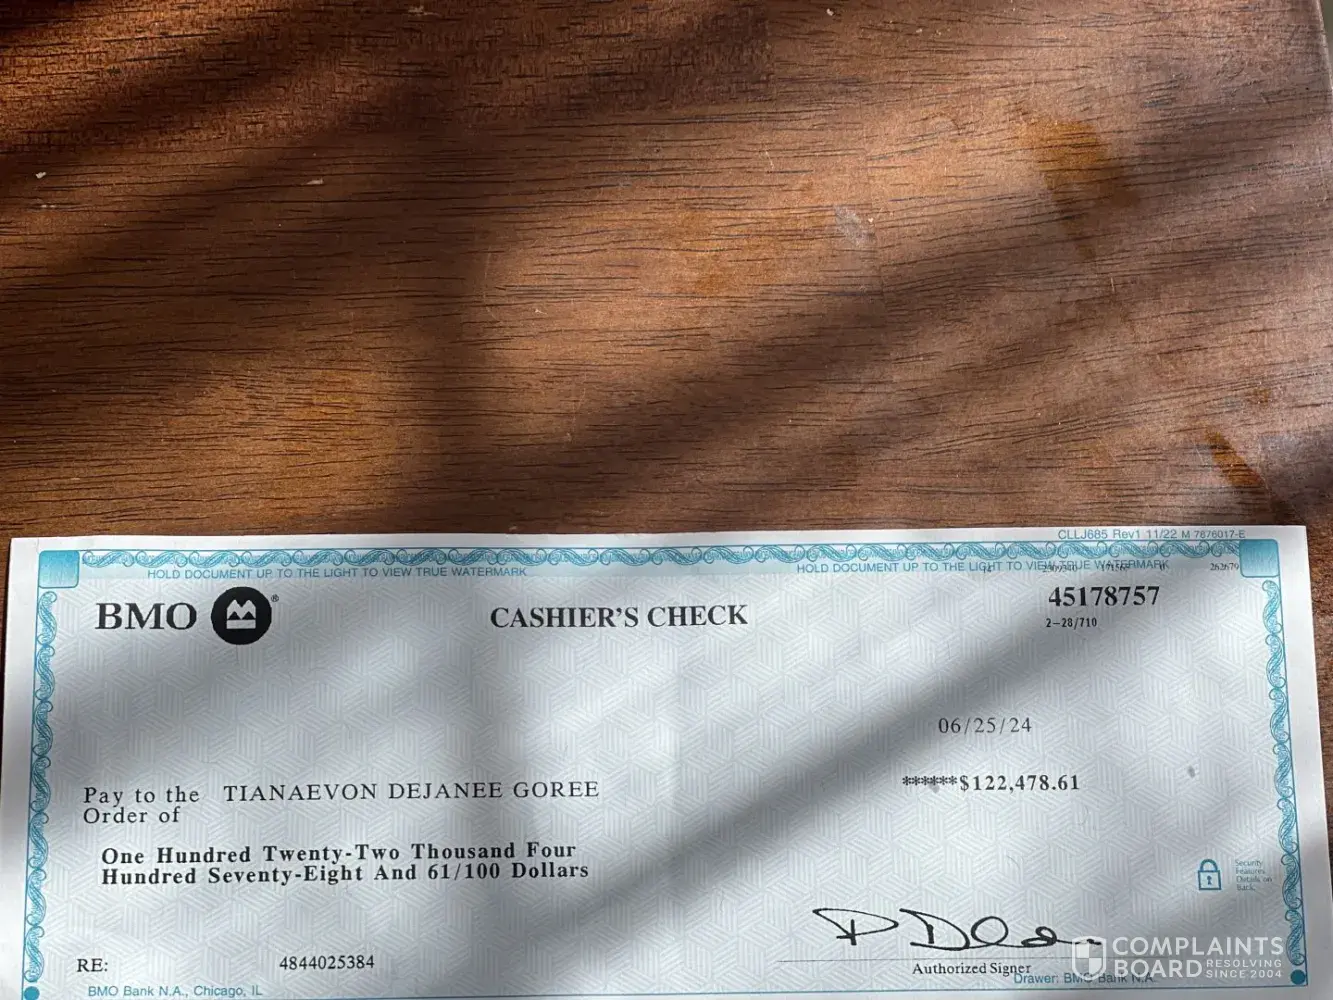 CLLJ685 Rev1 11/22 M 7876017-E
HOLD DOCUMENT UP TO THE LIGHT TO VIEW TRUE WATERMARK
HOLD DOCUMENT UP TO THE LIGHT TO VIEW TRUE WATERMARK
262679
BMO ®
CASHIER'S CHECK
45178757
2-28/710
06/25/24
Pay to the TIANAEVON DEJANEE GOREE
Order of
******$122,478.61
One Hundred Twenty-Two Thousand Four
Hundred Seventy-Eight And 61/100 Dollars
Security
Features
Details on
Back.
RE: 4844025384
Authorized Signer
Drawer: BMO Bank N.A.
BMO Bank N.A., Chicago, IL
COMPLAINTS
BOARD RESOLVING
SINCE 2004